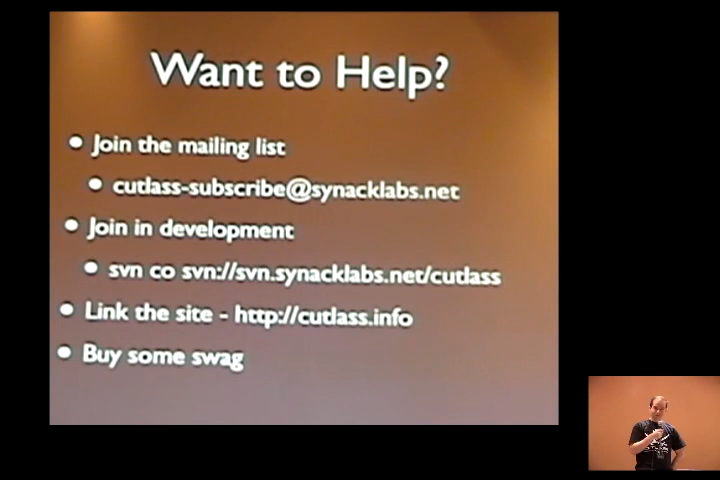 Want to Help?
Join the mailing list
cutlass-subscribe@synacklabs.net
Join in development
svn co svn://svn.synacklabs.net/cutlass
Link the site - http://cutlass.info
Buy some swag